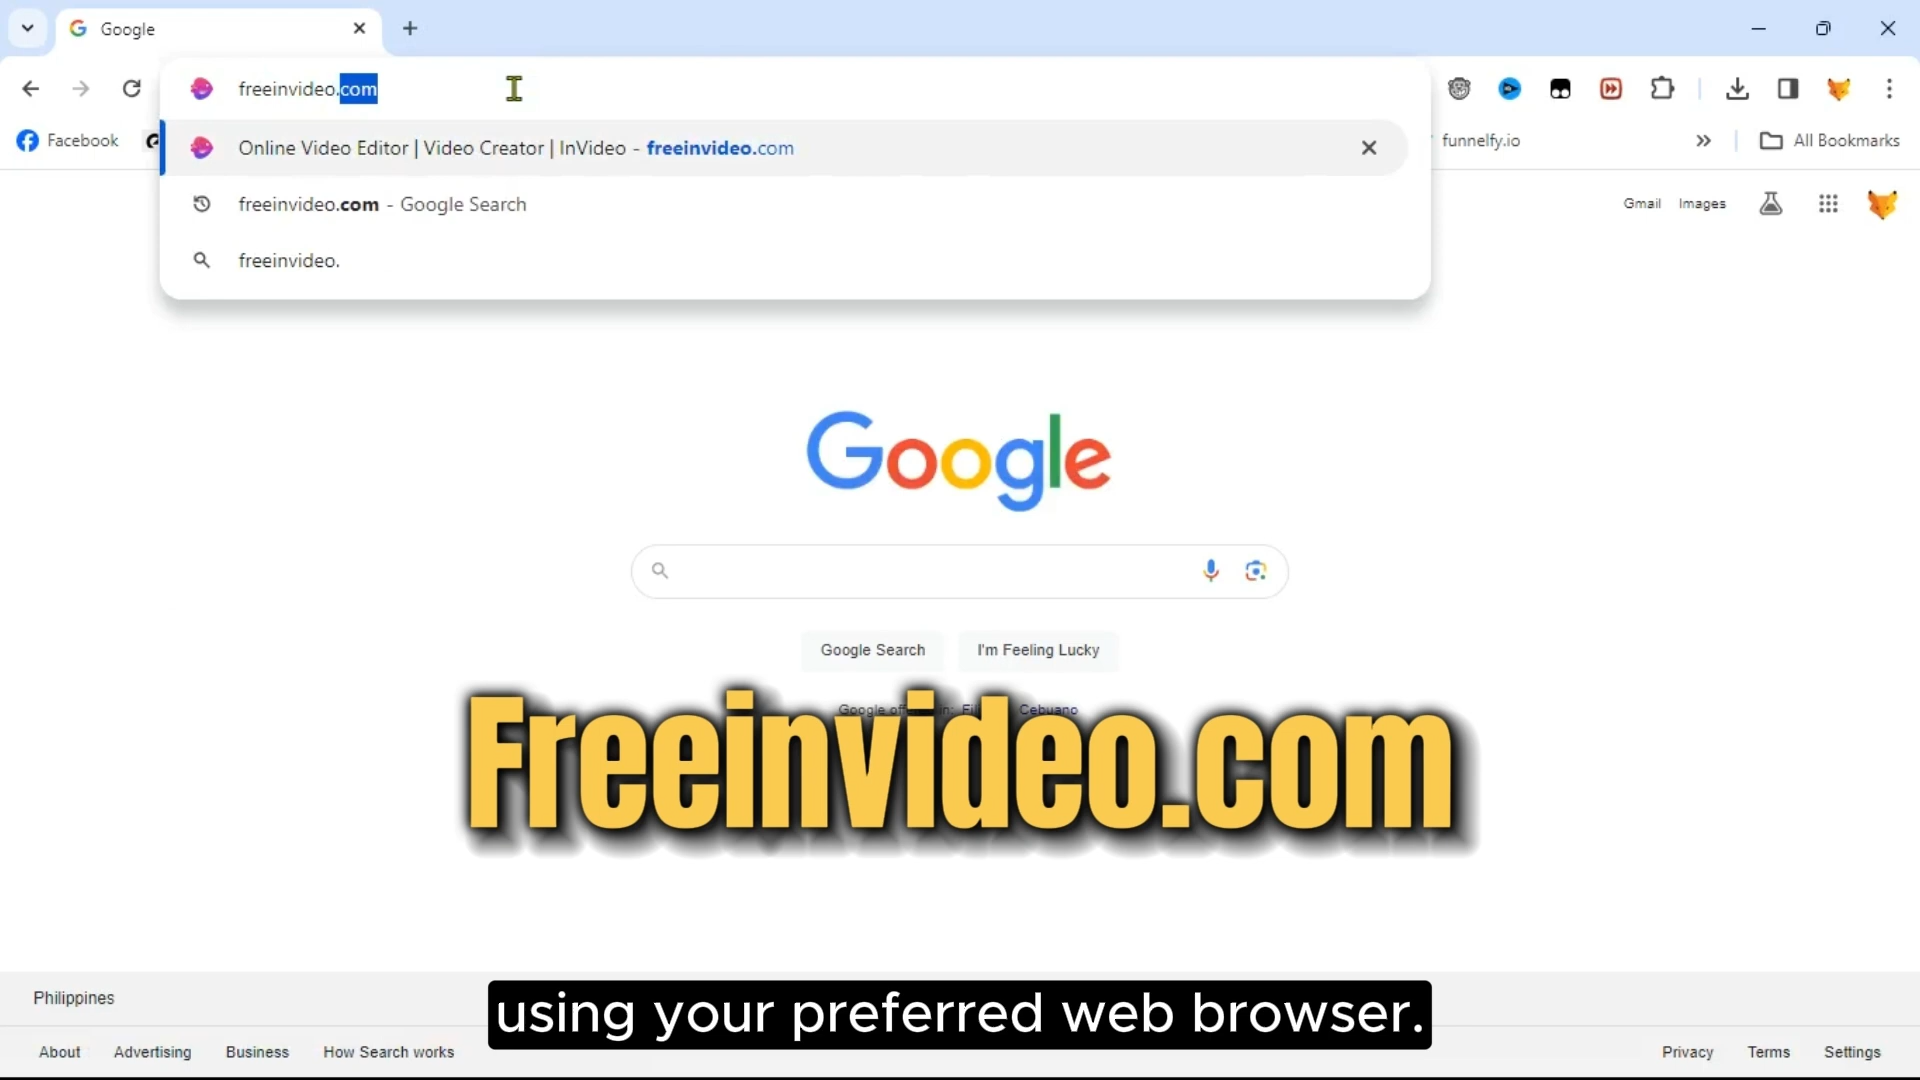 Google
freeinvideo.com
Facebook
Online Video Editor | Video Creator | InVideo - freeinvideo.com
funnelfy.io
All Bookmarks
freeinvideo.com - Google Search
Gmail
Images
freeinvideo.
Google
Google Search
I'm Feeling Lucky
Cebuano
Freeinvideo.com
Philippines
using your preferred web browser.
About
Advertising
Business
How Search works
Privacy
Terms
Settings